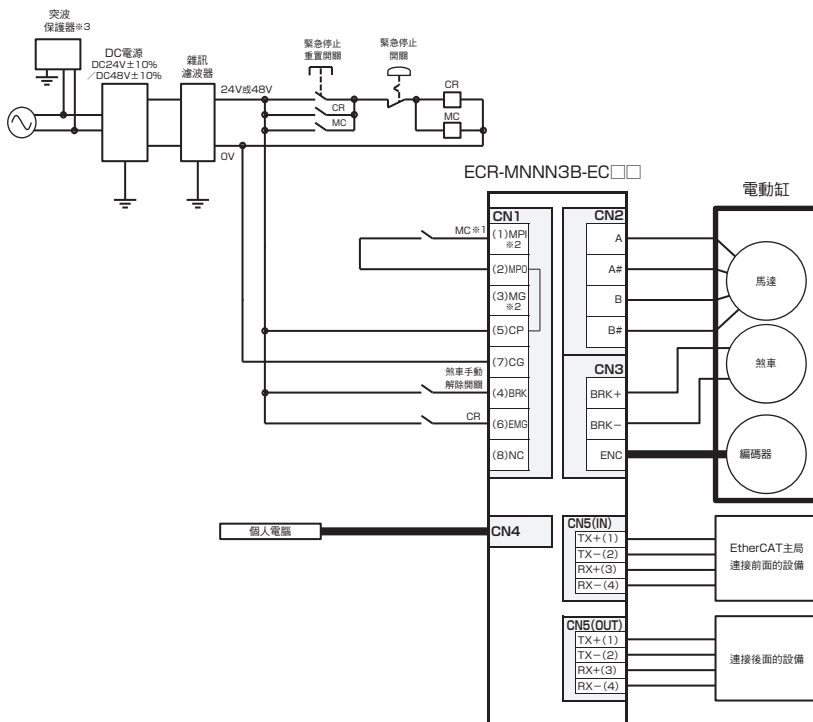 突波
保護器※3
DC電源
DC24V±10%
／DC48V±10%
雜訊
濾波器
24V或48V
0V
緊急停止
重置開關
緊急停止
開關
CR
MC
CR
MC
ECR-MNNN3B-EC□□
電動缸
CN1
MC※1
(1)MPI
※2
(2)MPO
(3)MG
※2
(5)CP
(7)CG
煞車手動
解除開關
(4)BRK
CR
(6)EMG
(8)NC
CN2
A
A#
B
B#
CN3
BRK+
BRK−
ENC
馬達
煞車
編碼器
個人電腦
CN4
CN5(IN)
TX+(1)
TX−(2)
RX+(3)
RX−(4)
EtherCAT主局
連接前面的設備
CN5(OUT)
TX+(1)
TX−(2)
RX+(3)
RX−(4)
連接後面的設備